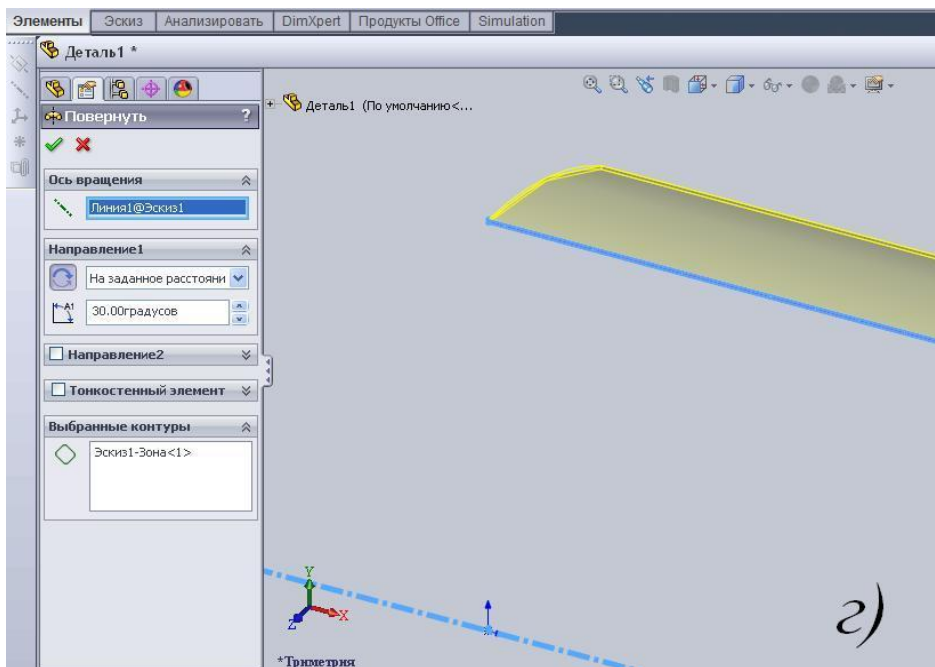 Элементы Эскиз Анализировать DimXpert Продукты Office Simulation
Деталь1 *
Деталь1 (По умолчанию<...
Повернуть ?
Ось вращения
Линия1@Эскиз1
Направление1
На заданное расстояни
A1
30.00градусов
Направление2
Тонкостенный элемент
Выбранные контуры
Эскиз1-Зона<1>
Y
X
Z
*Триметрия
г)